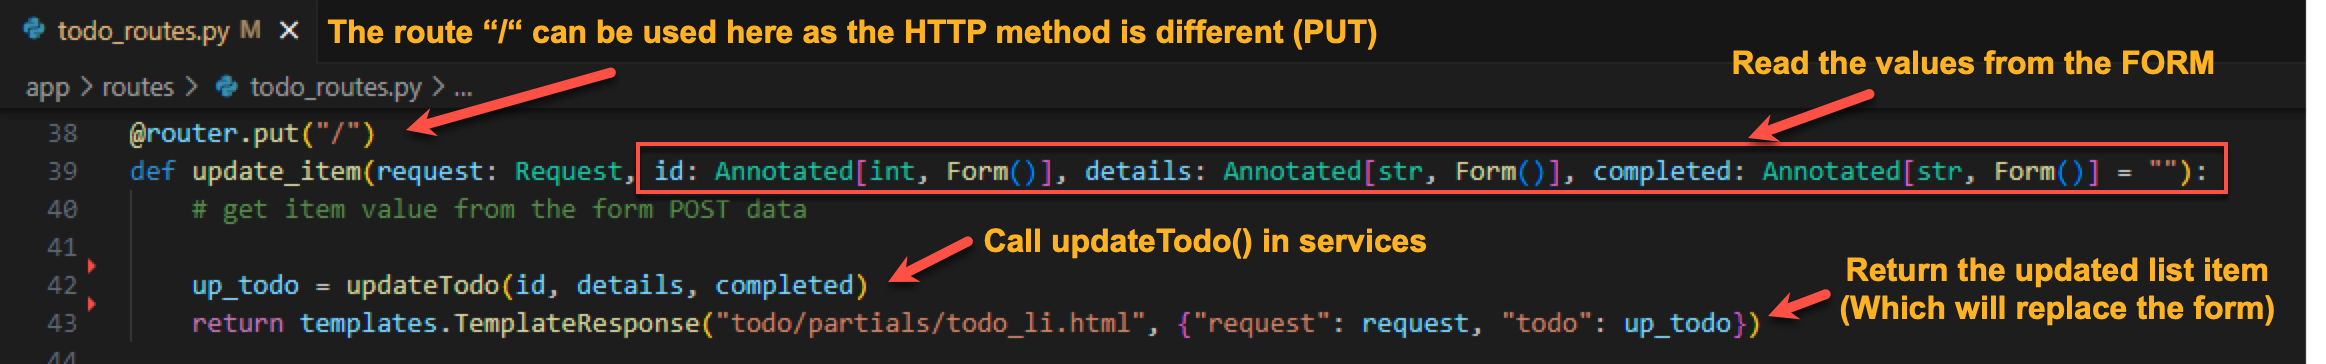 todo_routes.py M × The route “/“ can be used here as the HTTP method is different (PUT)
Read the values from the FORM
app > routes > todo_routes.py > ...
38 @router.put("/")
39 def update_item(request: Request, id: Annotated[int, Form()], details: Annotated[str, Form()], completed: Annotated[str, Form()] = ""):
40 # get item value from the form POST data
41
Call updateTodo() in services
42 up_todo = updateTodo(id, details, completed)
Return the updated list item
(Which will replace the form)
43 return templates.TemplateResponse("todo/partials/todo_li.html", {"request": request, "todo": up_todo})
44